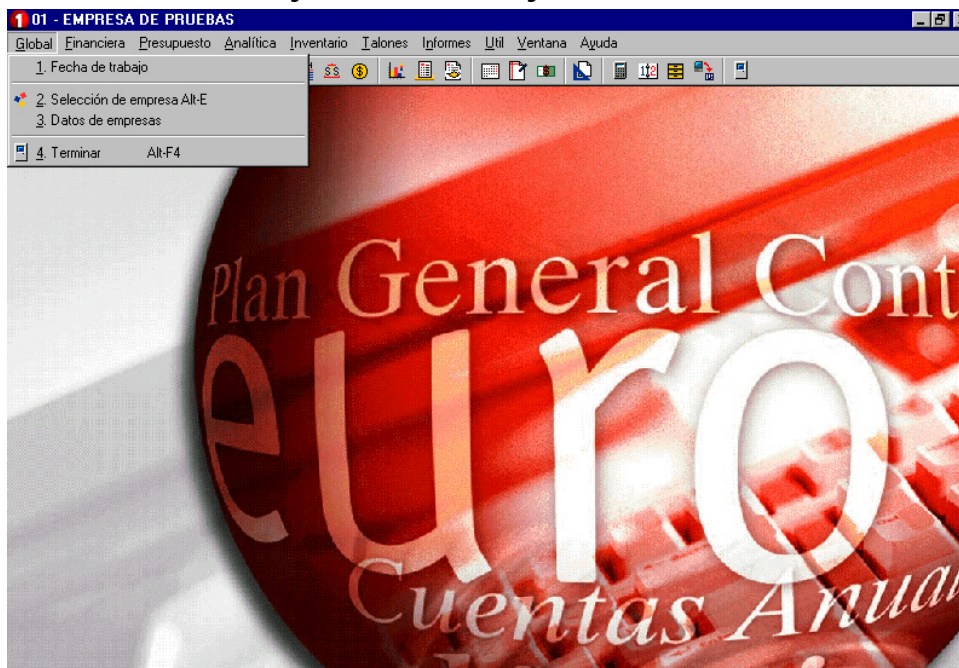 01 - EMPRESA DE PRUEBAS
Global Financiera Presupuesto Analítica Inventario Talones Informes Util Ventana Ayuda
1. Fecha de trabajo
2. Selección de empresa Alt-E
3. Datos de empresas
4. Terminar Alt-F4
Plan General Cont
euro
Cuentas Anual